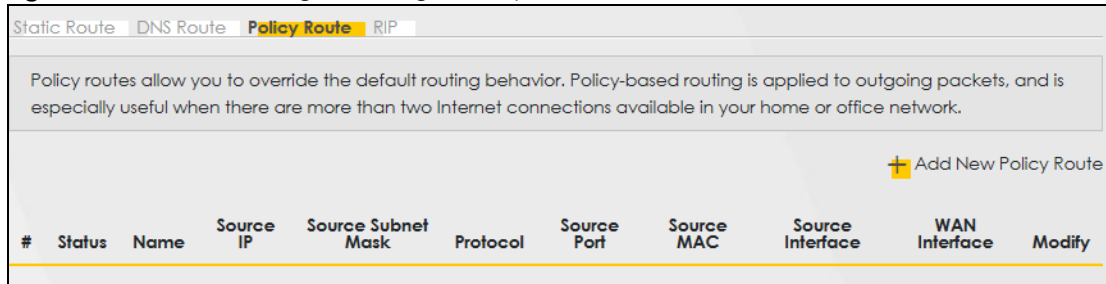 Static Route DNS Route Policy Route RIP
Policy routes allow you to override the default routing behavior. Policy-based routing is applied to outgoing packets, and is
especially useful when there are more than two Internet connections available in your home or office network.
+ Add New Policy Route
# Status Name Source IP Source Subnet Mask Protocol Source Port Source MAC Source Interface WAN Interface Modify